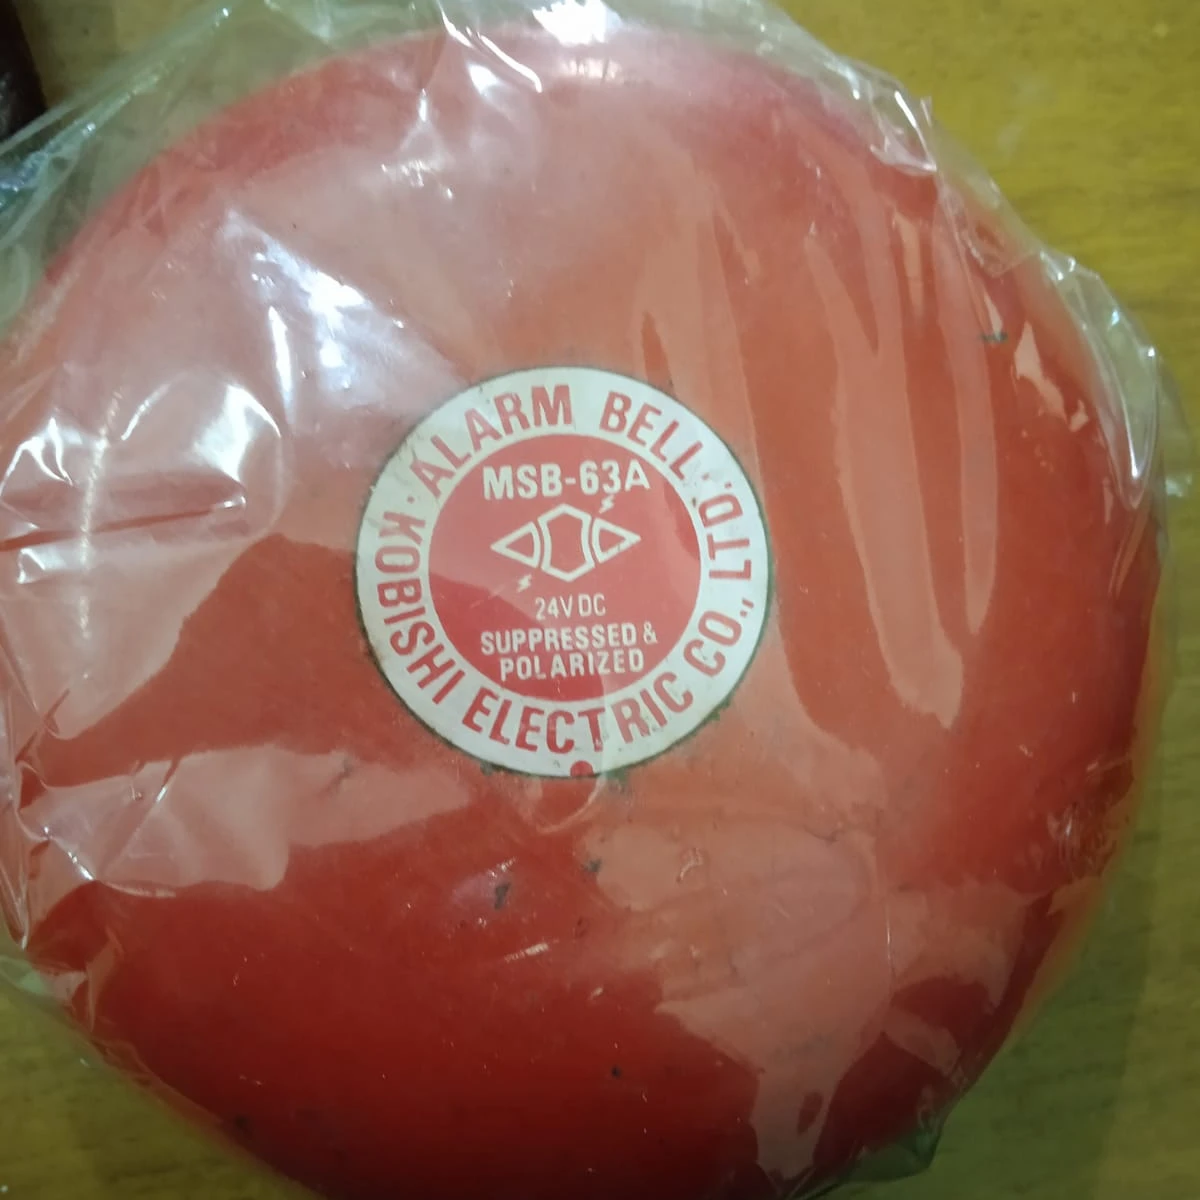 ALARM BELL
MSB-63A
24V DC
SUPPRESSED &
POLARIZED
KOBISHI ELECTRIC CO., LTD.